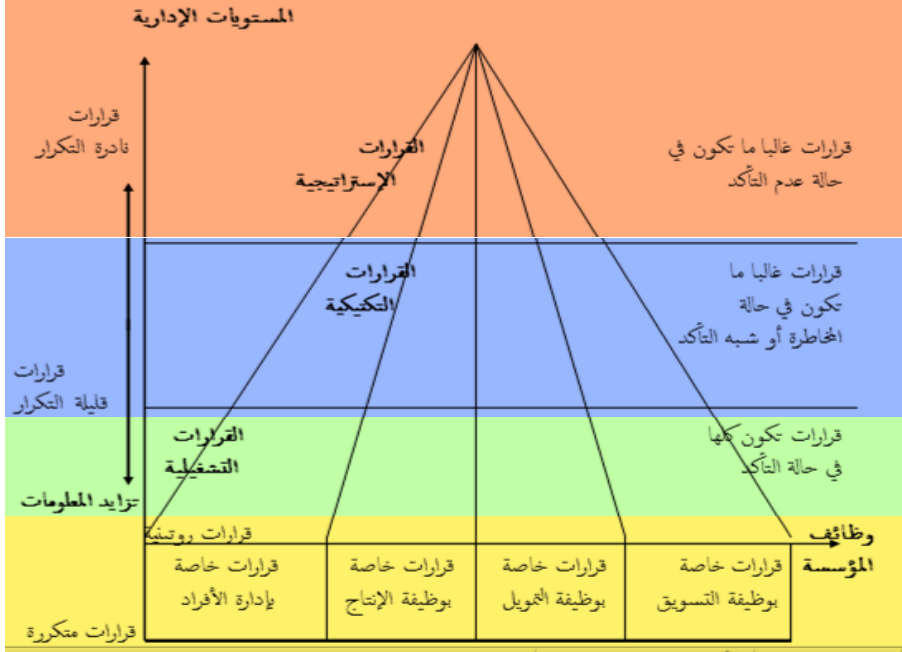 المستويات الإدارية
قرارات
نادرة التكرار
القرارات
الإستراتيجية
قرارات غالبا ما تكون في
حالة عدم التأكد
القرارات
التكتيكية
قرارات غالبا ما
تكون في حالة
المخاطرة أو شبه التأكد
قرارات
قليلة التكرار
القرارات
التشغيلية
قرارات تكون كلها
في حالة التأكد
تزايد المعلومات
قرارات روتينية
وظائف
المؤسسة
قرارات خاصة
بوظيفة التسويق
قرارات خاصة
بوظيفة التمويل
قرارات خاصة
بوظيفة الإنتاج
قرارات خاصة
بإدارة الأفراد
قرارات متكررة